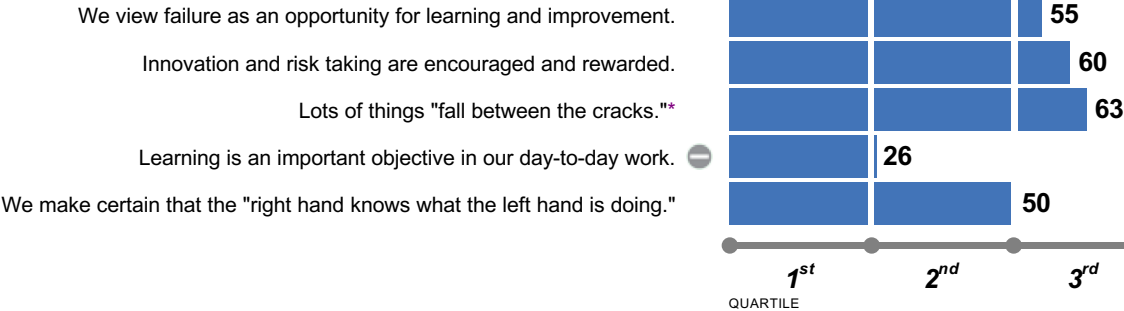 We view failure as an opportunity for learning and improvement. 55
Innovation and risk taking are encouraged and rewarded. 60
Lots of things "fall between the cracks."* 63
Learning is an important objective in our day-to-day work. 26
We make certain that the "right hand knows what the left hand is doing." 50
1st 2nd 3rd
QUARTILE